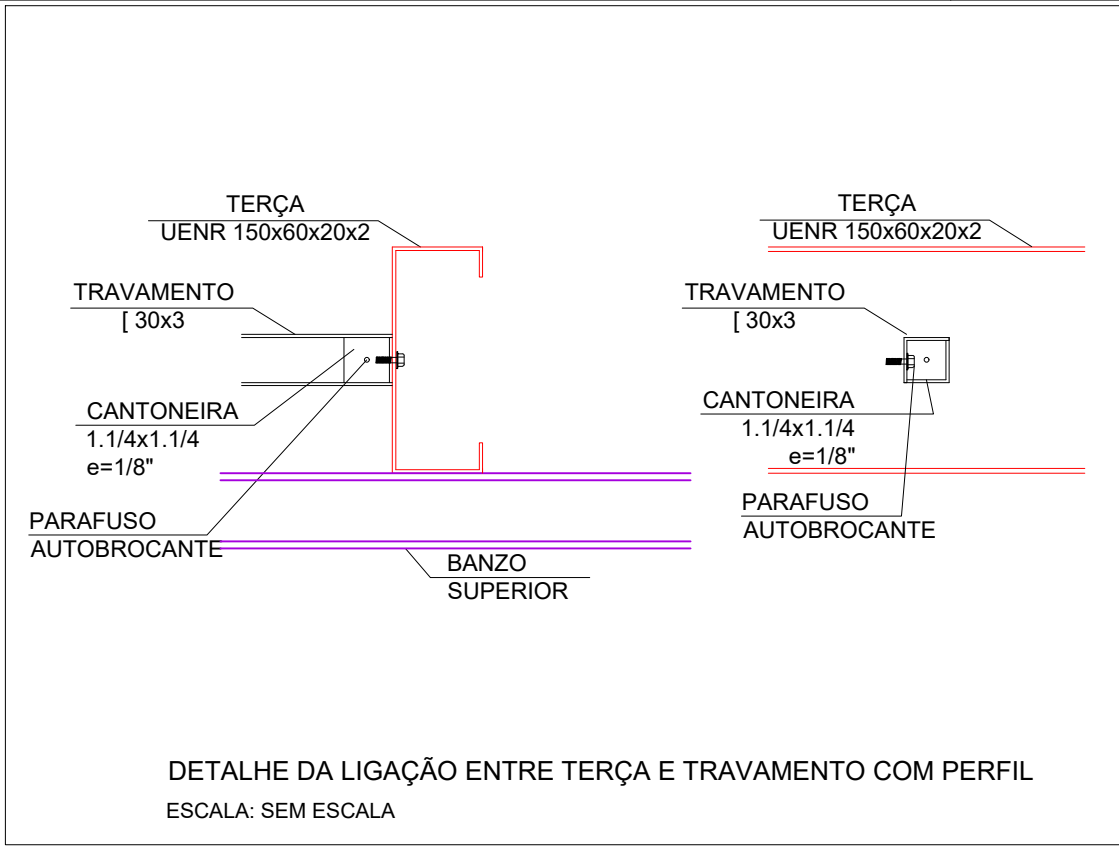 TERÇA
UENR 150x60x20x2
TRAVAMENTO
[ 30x3
CANTONEIRA
1.1/4x1.1/4
e=1/8"
PARAFUSO
AUTOBROCANTE
BANZO
SUPERIOR
TERÇA
UENR 150x60x20x2
TRAVAMENTO
[ 30x3
CANTONEIRA
1.1/4x1.1/4
e=1/8"
PARAFUSO
AUTOBROCANTE
DETALHE DA LIGAÇÃO ENTRE TERÇA E TRAVAMENTO COM PERFIL
ESCALA: SEM ESCALA